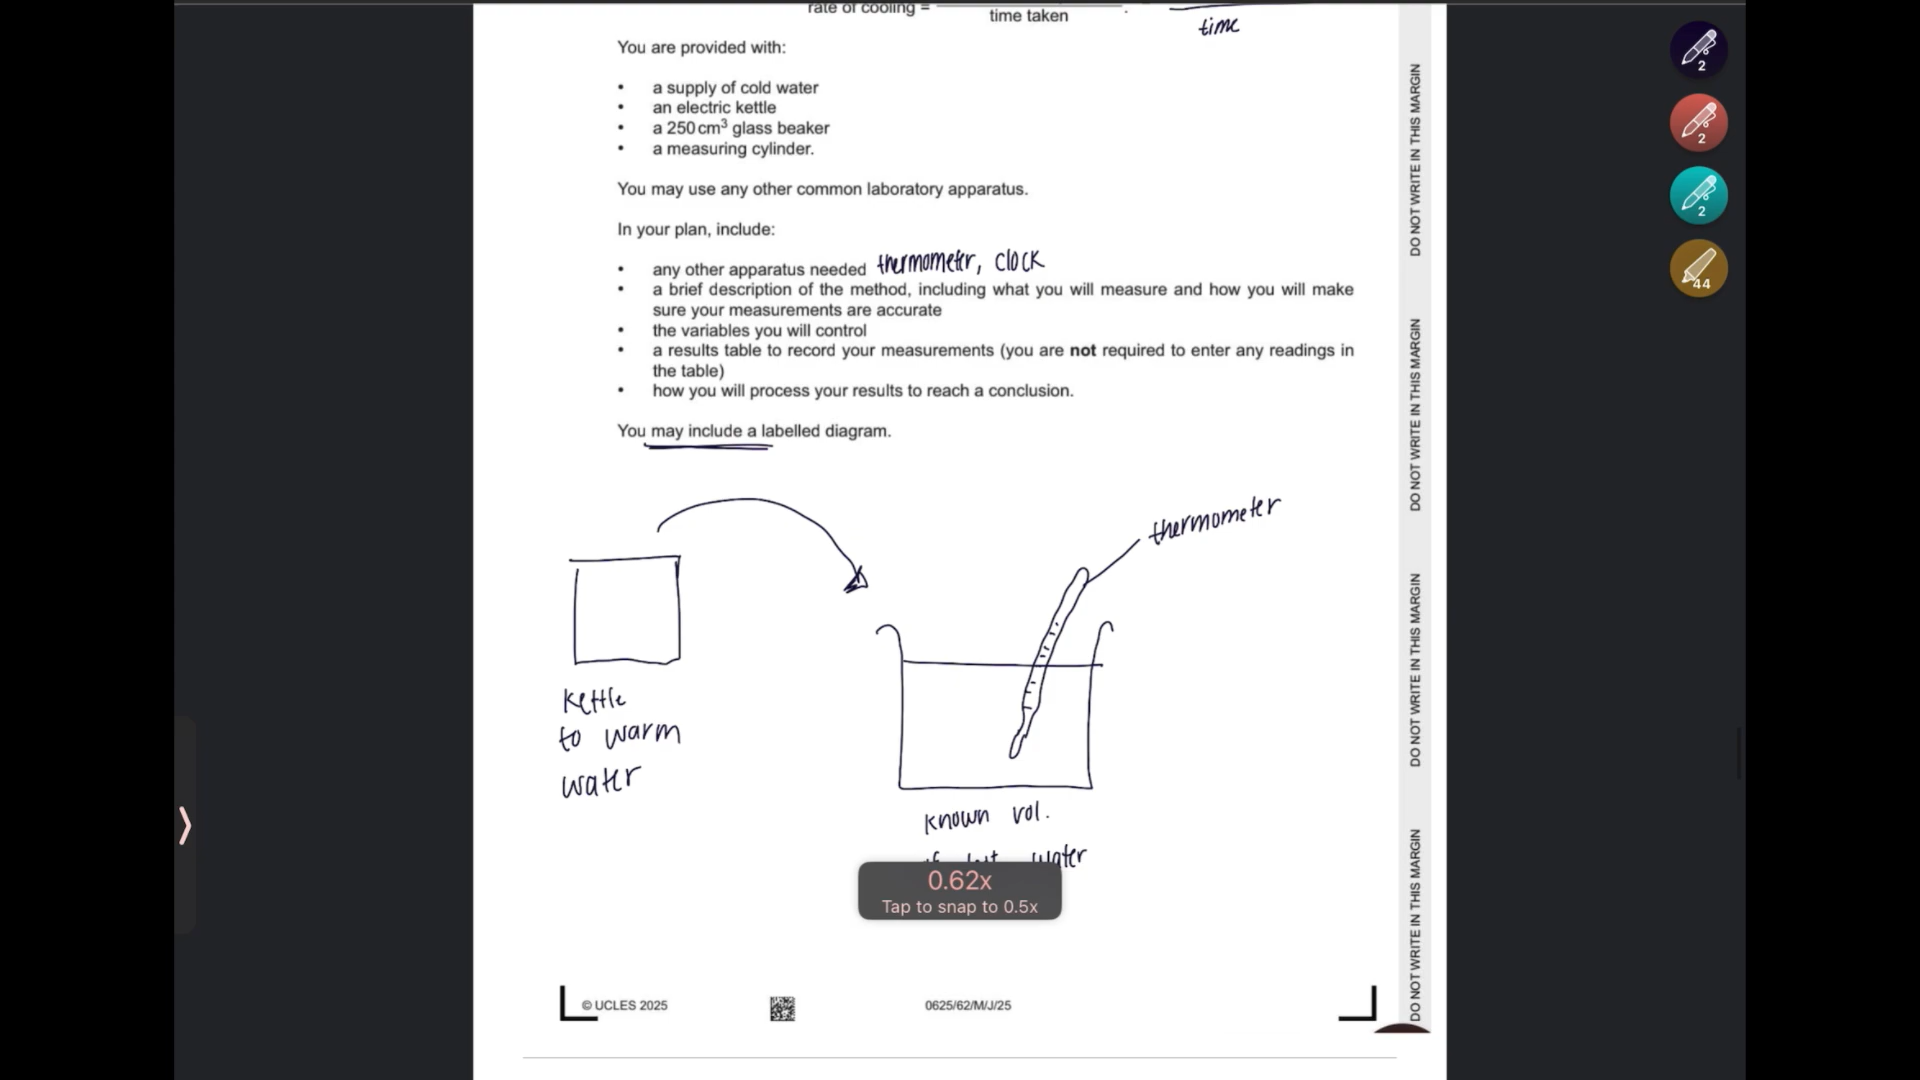 rate of cooling =
time taken
time
You are provided with:
• a supply of cold water
• an electric kettle
• a 250 cm³ glass beaker
• a measuring cylinder.
You may use any other common laboratory apparatus.
In your plan, include:
• any other apparatus needed thermometer, clock
• a brief description of the method, including what you will measure and how you will make
sure your measurements are accurate
• the variables you will control
• a results table to record your measurements (you are not required to enter any readings in
the table)
• how you will process your results to reach a conclusion.
You may include a labelled diagram.
thermometer
Kettle
to warm
water
known vol.
water
0.62x
Tap to snap to 0.5x
© UCLES 2025
0625/62/M/J/25
DO NOT WRITE IN THIS MARGIN
DO NOT WRITE IN THIS MARGIN
DO NOT WRITE IN THIS MARGIN
DO NOT WRITE IN THIS MARGIN
2
2
2
44